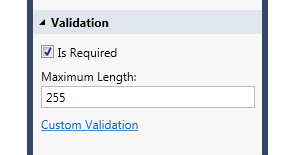 Validation
Is Required
Maximum Length:
255
Custom Validation